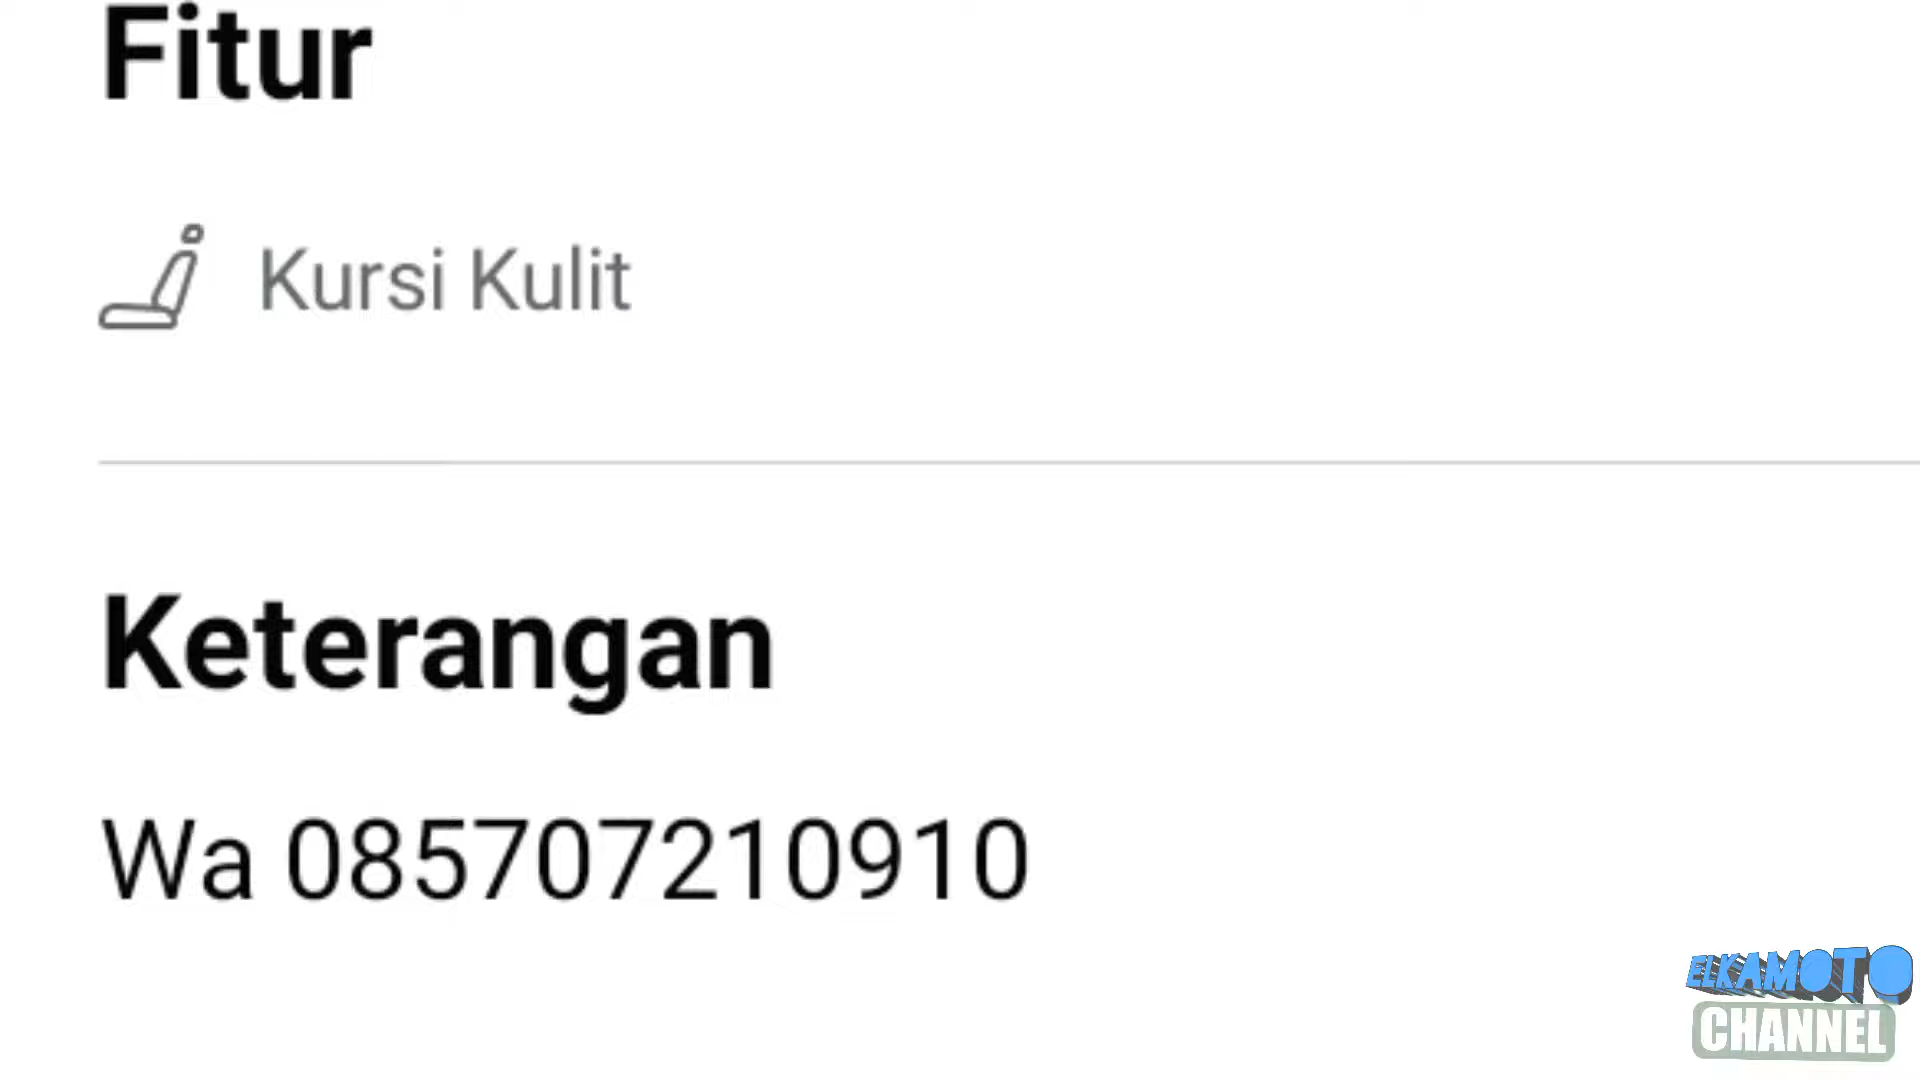 Fitur
Kursi Kulit
Keterangan
Wa 085707210910
ELKAMOTO
CHANNEL